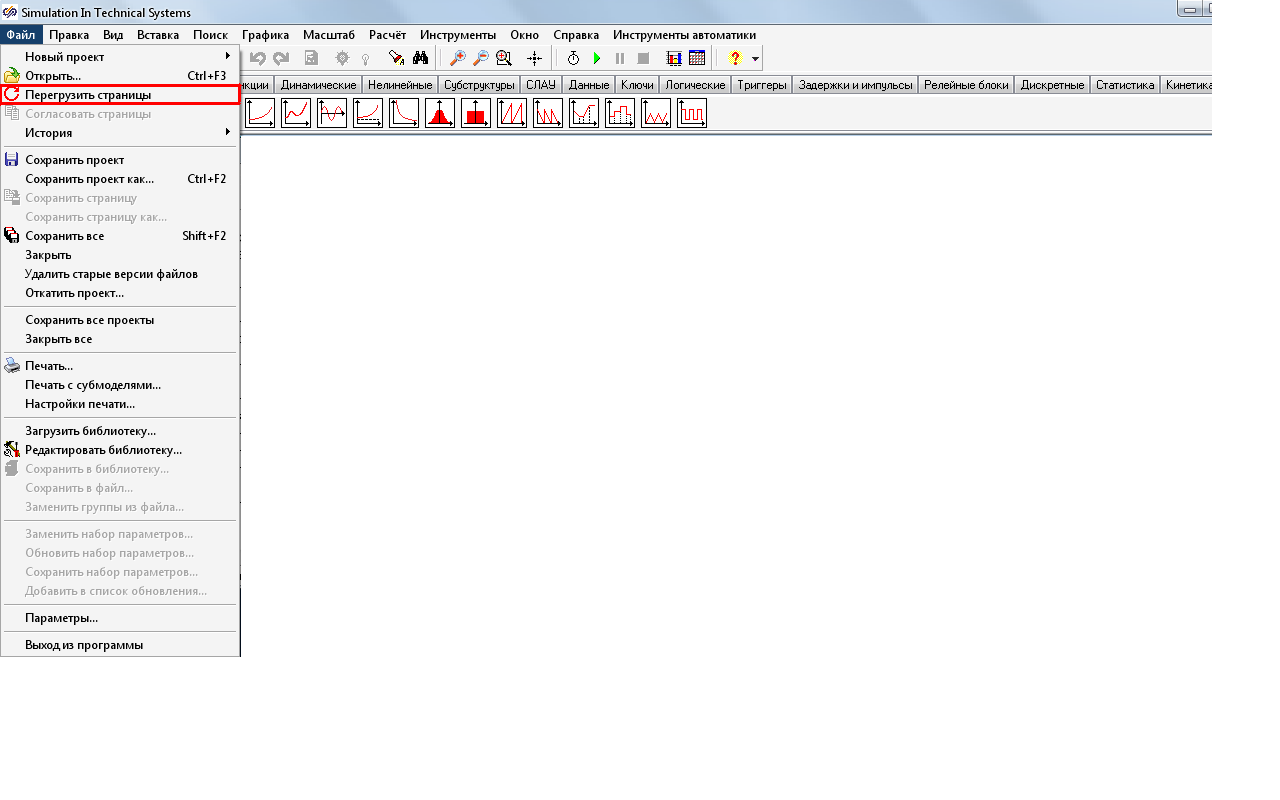 Simulation In Technical Systems
Файл Правка Вид Вставка Поиск Графика Масштаб Расчёт Инструменты Окно Справка Инструменты автоматики
Динамические Нелинейные Субструктуры СЛАУ Данные Ключи Логические Триггеры Задержки и импульсы Релейные блоки Дискретные Статистика Кинетика
Новый проект
Открыть... Ctrl+F3
Перегрузить страницы
Согласовать страницы
История
Сохранить проект
Сохранить проект как... Ctrl+F2
Сохранить страницу
Сохранить страницу как...
Сохранить все Shift+F2
Закрыть
Удалить старые версии файлов
Откатить проект...
Сохранить все проекты
Закрыть все
Печать...
Печать с субмоделями...
Настройки печати...
Загрузить библиотеку...
Редактировать библиотеку...
Сохранить в библиотеку...
Сохранить в файл...
Заменить группы из файла...
Заменить набор параметров...
Обновить набор параметров...
Сохранить набор параметров...
Добавить в список обновления...
Параметры...
Выход из программы